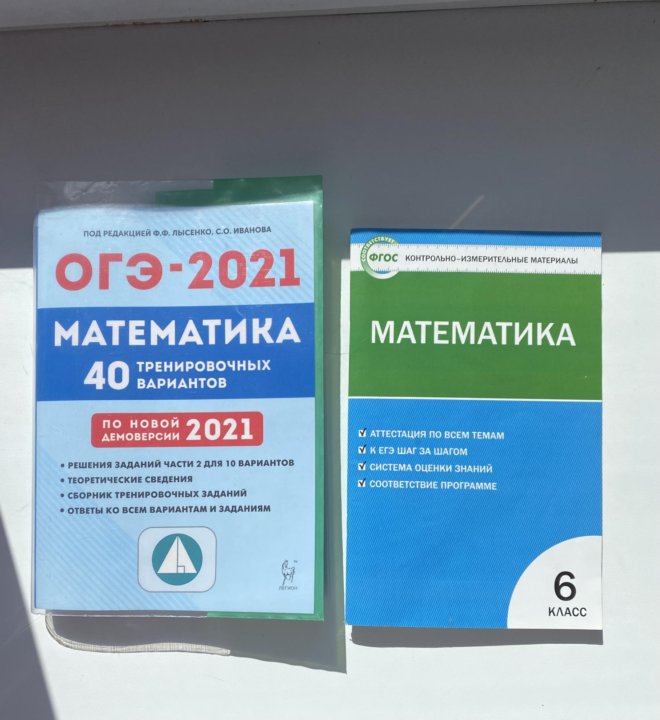 ПОД РЕДАКЦИЕЙ Ф.Ф. ЛЫСЕНКО, С.О. ИВАНОВА
ОГЭ-2021
МАТЕМАТИКА
40 ТРЕНИРОВОЧНЫХ
ВАРИАНТОВ
ПО НОВОЙ
ДЕМОВЕРСИИ 2021
• РЕШЕНИЯ ЗАДАНИЙ ЧАСТИ 2 ДЛЯ 10 ВАРИАНТОВ
• ТЕОРЕТИЧЕСКИЕ СВЕДЕНИЯ
• СБОРНИК ТРЕНИРОВОЧНЫХ ЗАДАНИЙ
• ОТВЕТЫ КО ВСЕМ ВАРИАНТАМ И ЗАДАНИЯМ
ЛЕГИОН
СООТВЕТСТВУЕТ
ФГОС
КОНТРОЛЬНО-ИЗМЕРИТЕЛЬНЫЕ МАТЕРИАЛЫ
МАТЕМАТИКА
АТТЕСТАЦИЯ ПО ВСЕМ ТЕМАМ
К ЕГЭ ШАГ ЗА ШАГОМ
СИСТЕМА ОЦЕНКИ ЗНАНИЙ
СООТВЕТСТВИЕ ПРОГРАММЕ
6
КЛАСС